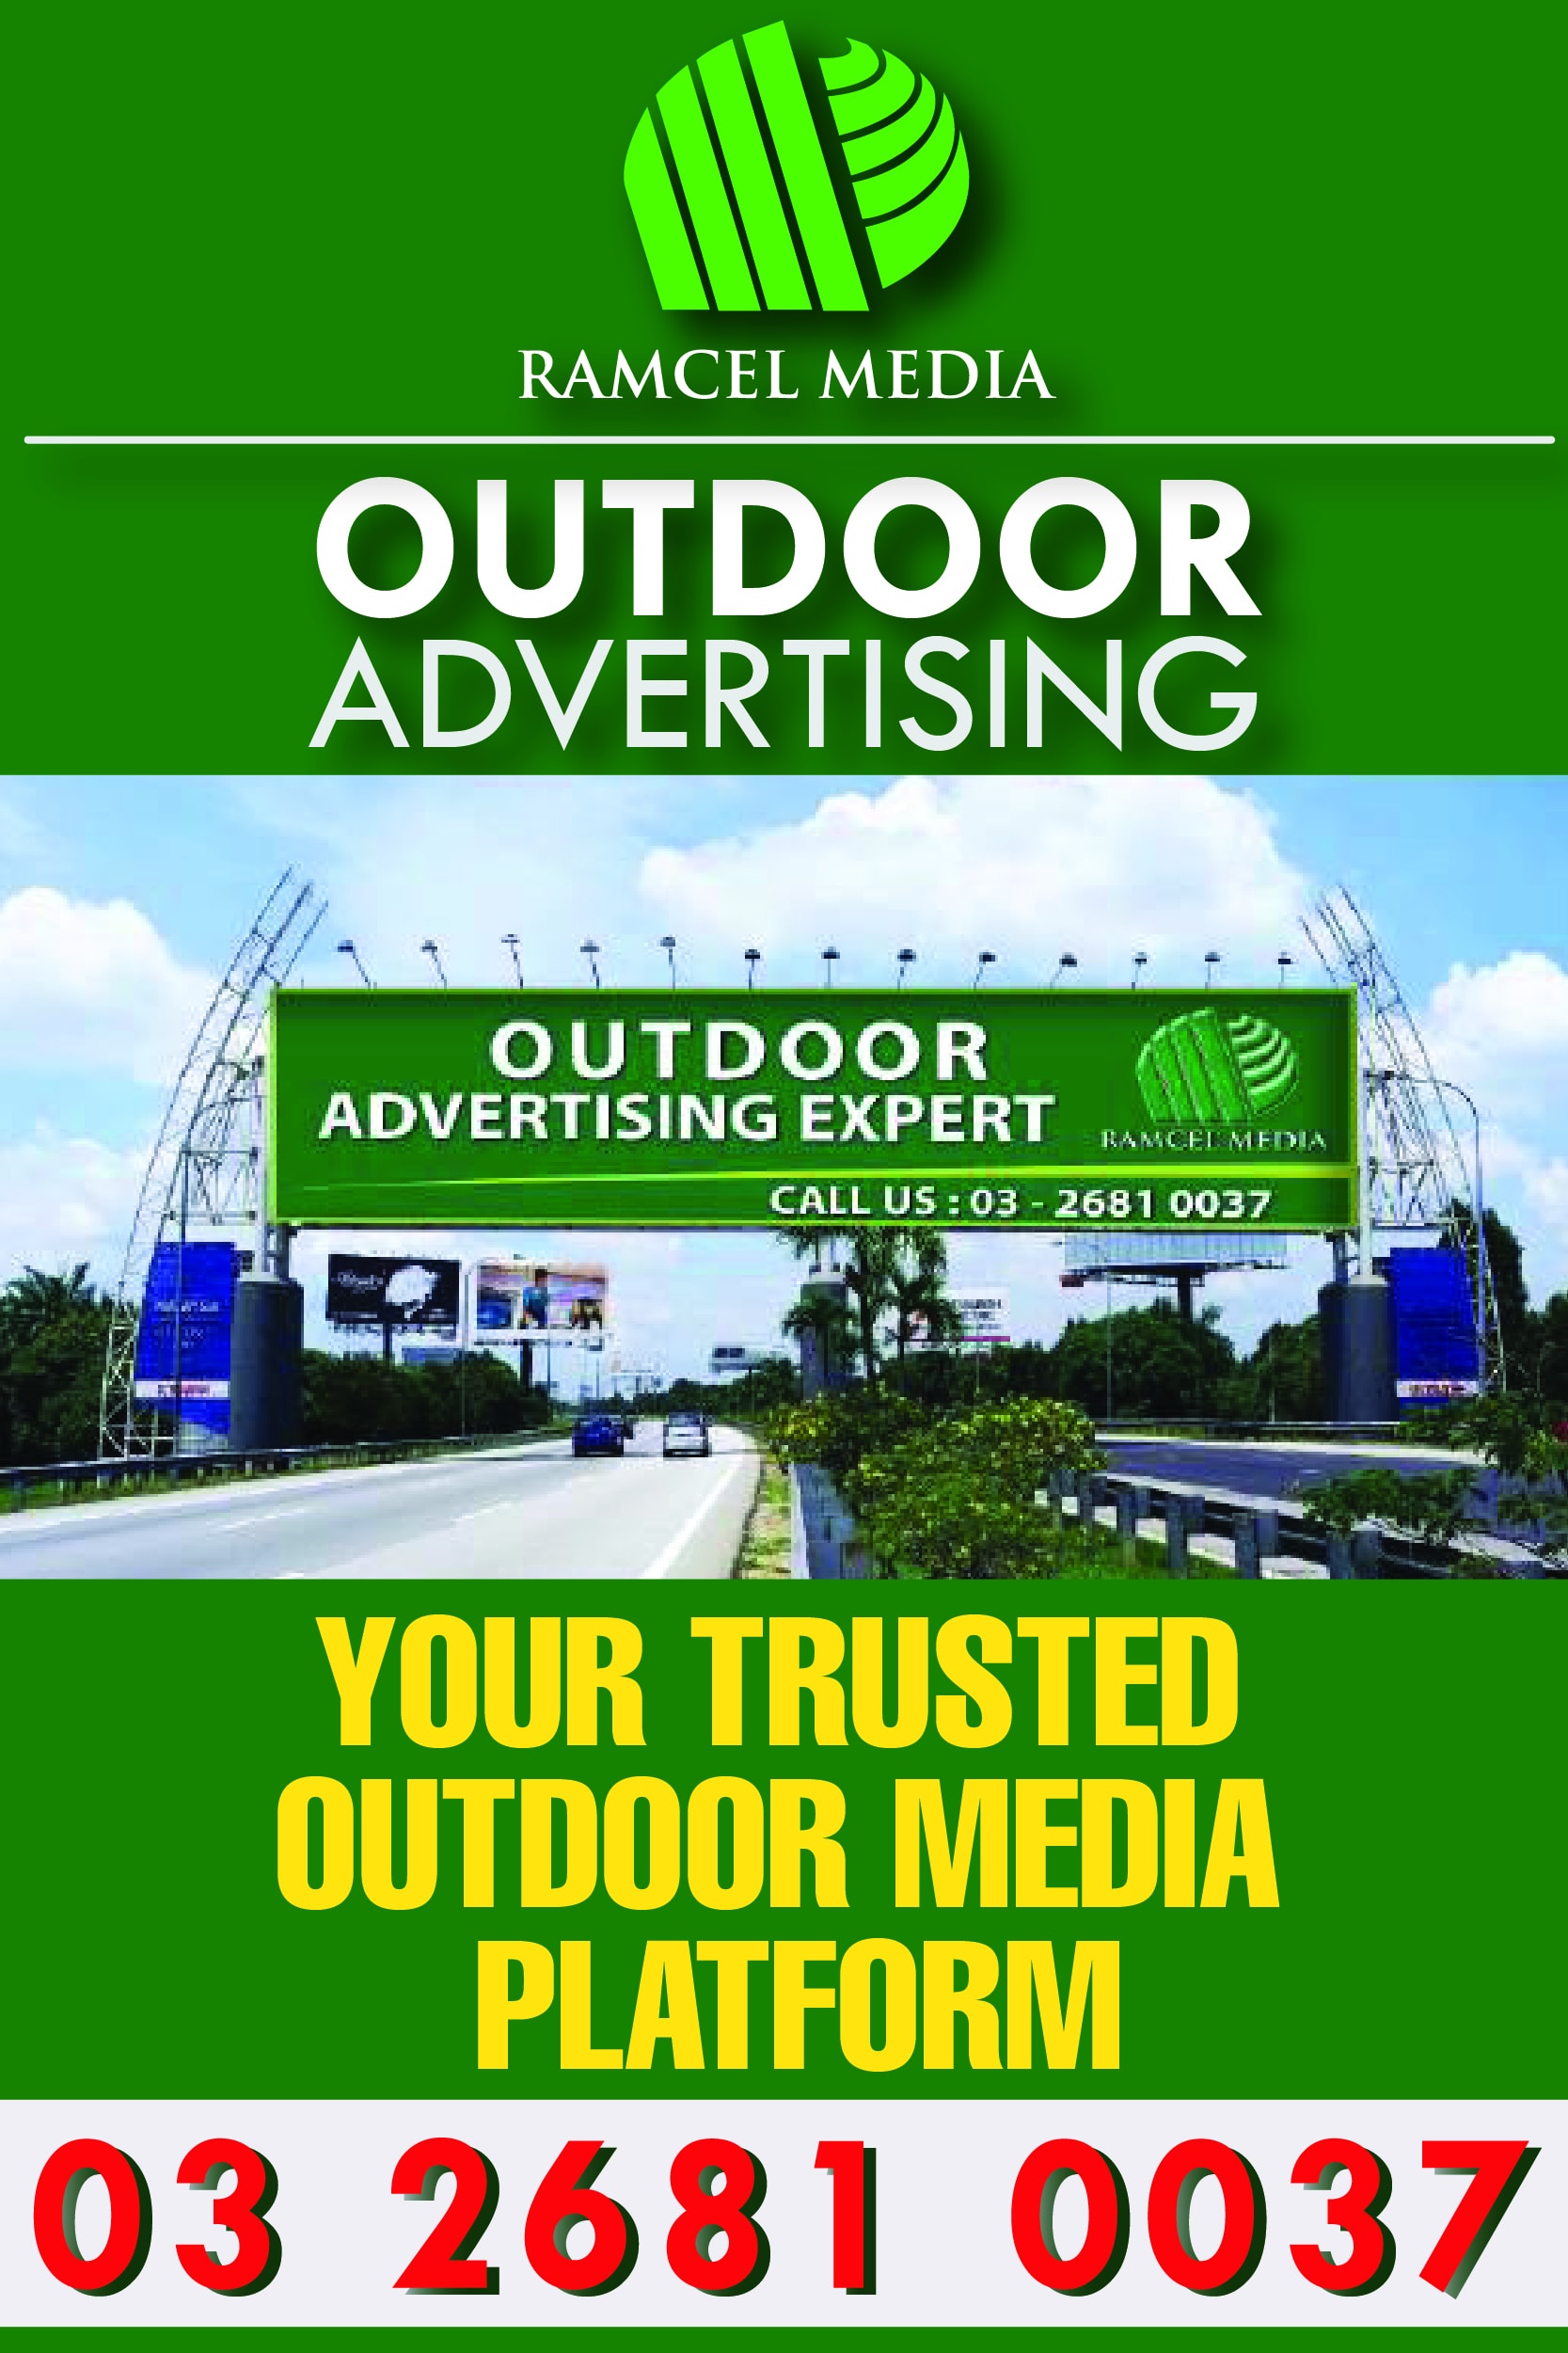 RAMCEL MEDIA
OUTDOOR
ADVERTISING
OUTDOOR
ADVERTISING EXPERT
RAMCEL MEDIA
CALL US : 03 - 2681 0037
YOUR TRUSTED
OUTDOOR MEDIA
PLATFORM
03 2681 0037